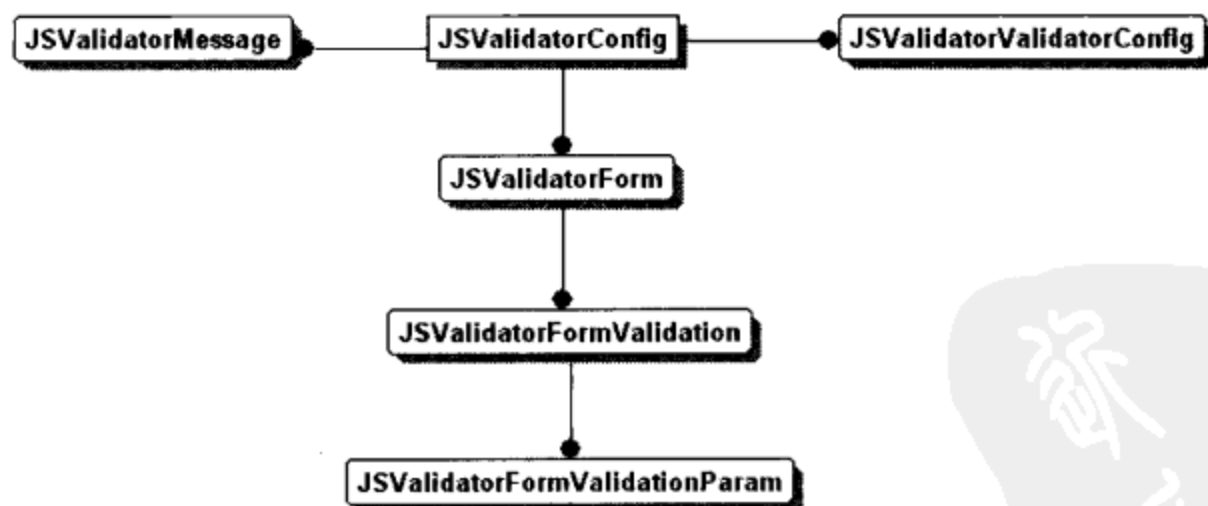 JSValidatorMessage
JSValidatorConfig
JSValidatorValidatorConfig
JSValidatorForm
JSValidatorFormValidation
JSValidatorFormValidationParam